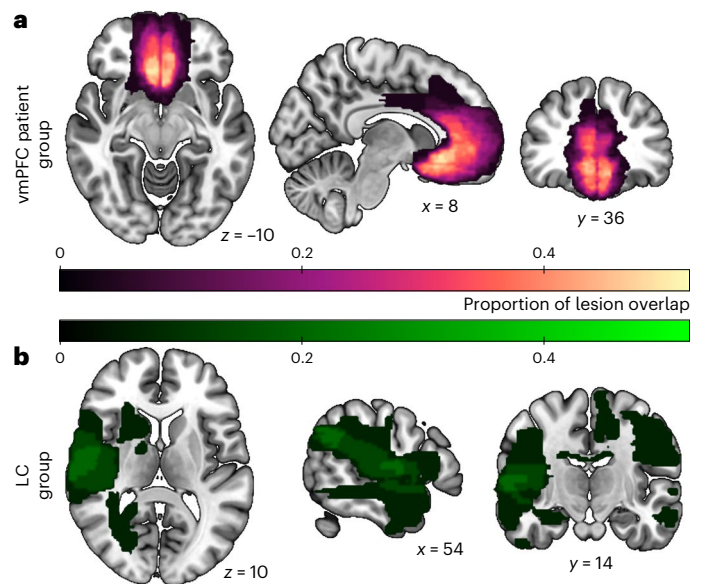 a
vmPFC patient
group
z = –10
x = 8
y = 36
0 0.2 0.4
Proportion of lesion overlap
0 0.2 0.4
b
LC
group
z = 10
x = 54
y = 14